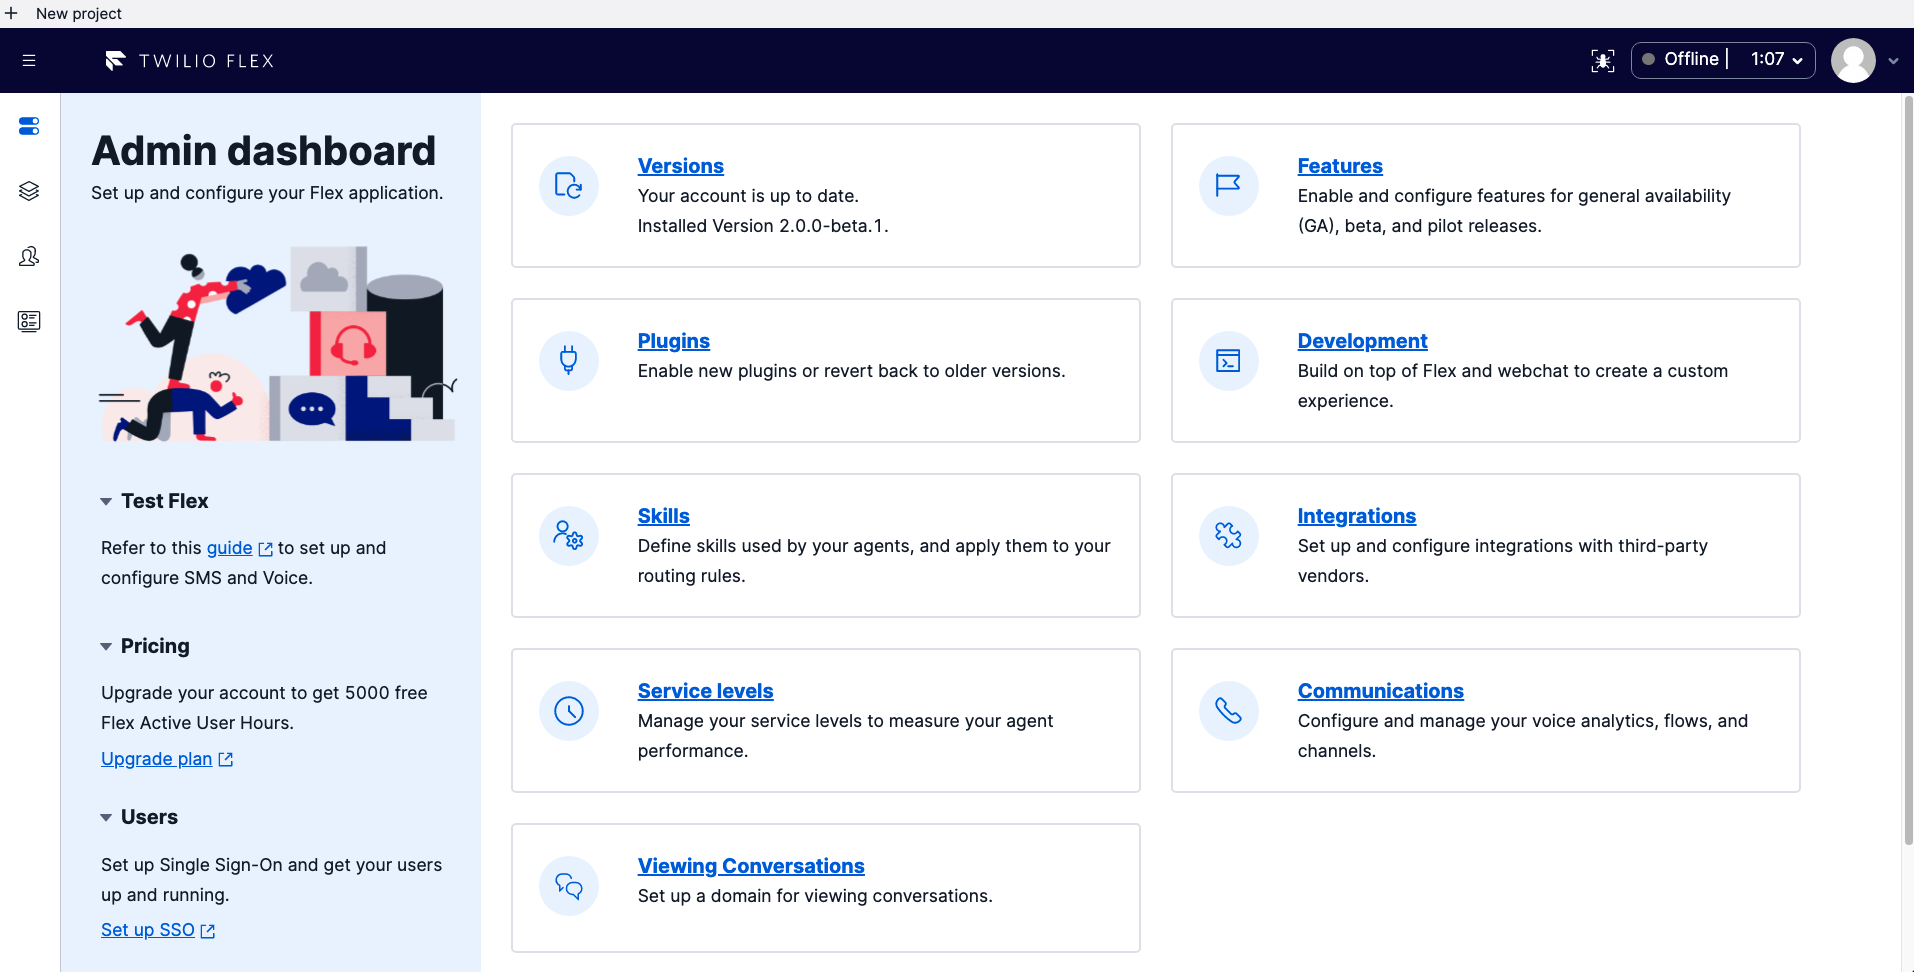 New project
TWILIO FLEX
Offline | 1:07
Admin dashboard
Set up and configure your Flex application.
Test Flex
Refer to this guide to set up and
configure SMS and Voice.
Pricing
Upgrade your account to get 5000 free
Flex Active User Hours.
Upgrade plan
Users
Set up Single Sign-On and get your users
up and running.
Set up SSO
Versions
Your account is up to date.
Installed Version 2.0.0-beta.1.
Features
Enable and configure features for general availability
(GA), beta, and pilot releases.
Plugins
Enable new plugins or revert back to older versions.
Development
Build on top of Flex and webchat to create a custom
experience.
Skills
Define skills used by your agents, and apply them to your
routing rules.
Integrations
Set up and configure integrations with third-party
vendors.
Service levels
Manage your service levels to measure your agent
performance.
Communications
Configure and manage your voice analytics, flows, and
channels.
Viewing Conversations
Set up a domain for viewing conversations.